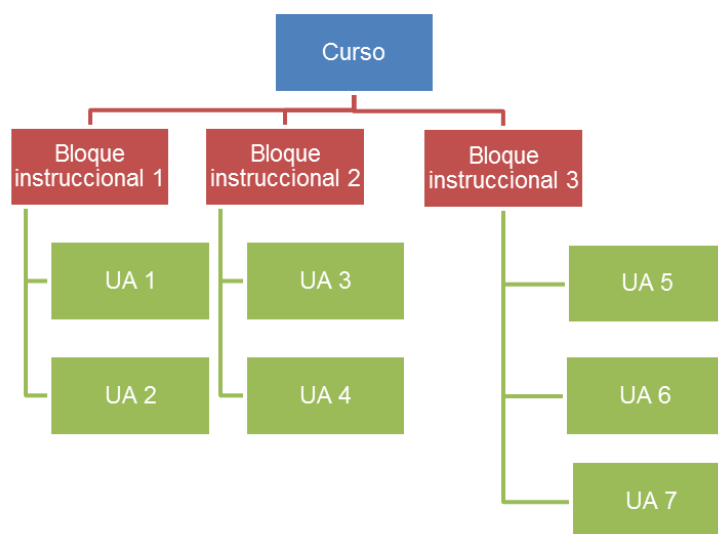 Curso
Bloque
instruccional 1
Bloque
instruccional 2
Bloque
instruccional 3
UA 1
UA 3
UA 5
UA 2
UA 4
UA 6
UA 7